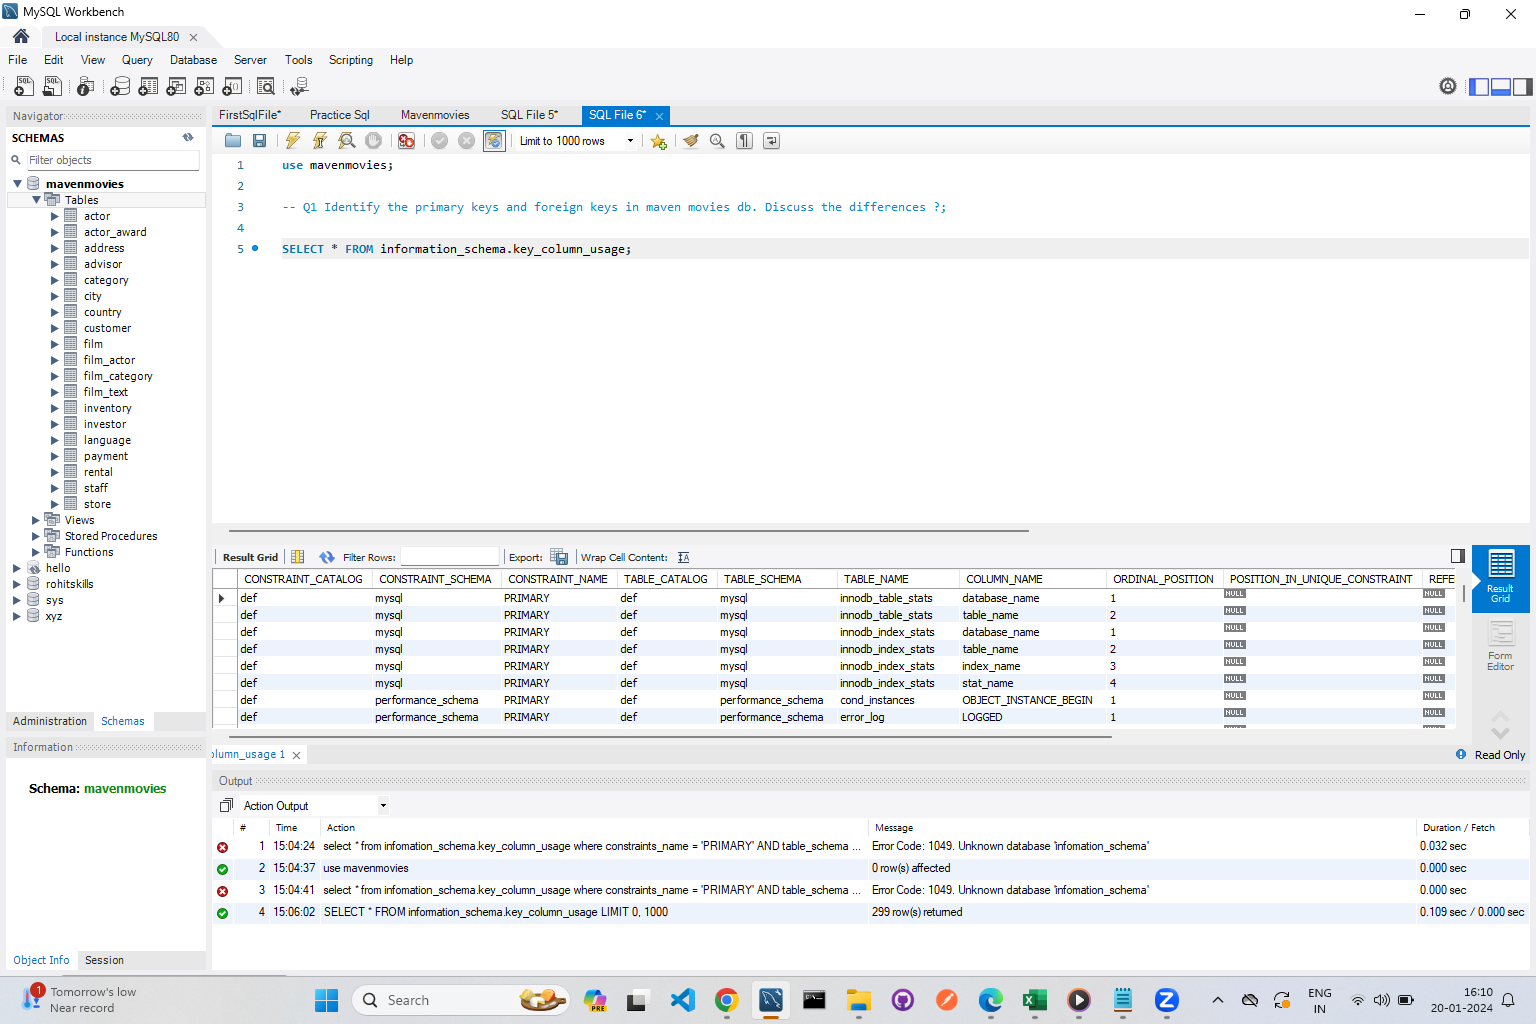 MySQL Workbench
Local instance MySQL80
File Edit View Query Database Server Tools Scripting Help
Navigator
SCHEMAS
Filter objects
mavenmovies
Tables
actor
actor_award
address
advisor
category
city
country
customer
film
film_actor
film_category
film_text
inventory
investor
language
payment
rental
staff
store
Views
Stored Procedures
Functions
hello
rohitskills
sys
xyz
Administration Schemas
Information
Schema: mavenmovies
Object Info Session
FirstSqlFile* Practice Sql Mavenmovies SQL File 5* SQL File 6*
Limit to 1000 rows
1 use mavenmovies;
2
3 -- Q1 Identify the primary keys and foreign keys in maven movies db. Discuss the differences ?;
4
5 SELECT * FROM information_schema.key_column_usage;
Result Grid Filter Rows: Export: Wrap Cell Content:
CONSTRAINT_CATALOG CONSTRAINT_SCHEMA CONSTRAINT_NAME TABLE_CATALOG TABLE_SCHEMA TABLE_NAME COLUMN_NAME ORDINAL_POSITION POSITION_IN_UNIQUE_CONSTRAINT REFE
def mysql PRIMARY def mysql innodb_table_stats database_name 1 NULL NULL
def mysql PRIMARY def mysql innodb_table_stats table_name 2 NULL NULL
def mysql PRIMARY def mysql innodb_index_stats database_name 1 NULL NULL
def mysql PRIMARY def mysql innodb_index_stats table_name 2 NULL NULL
def mysql PRIMARY def mysql innodb_index_stats index_name 3 NULL NULL
def mysql PRIMARY def mysql innodb_index_stats stat_name 4 NULL NULL
def performance_schema PRIMARY def performance_schema cond_instances OBJECT_INSTANCE_BEGIN 1 NULL NULL
def performance_schema PRIMARY def performance_schema error_log LOGGED 1 NULL NULL
Result Grid
Form Editor
olumn_usage 1
Read Only
Output
Action Output
# Time Action Message Duration / Fetch
1 15:04:24 select * from infomation_schema.key_column_usage where constraints_name = 'PRIMARY' AND table_schema ... Error Code: 1049. Unknown database 'infomation_schema' 0.032 sec
2 15:04:37 use mavenmovies 0 row(s) affected 0.000 sec
3 15:04:41 select * from infomation_schema.key_column_usage where constraints_name = 'PRIMARY' AND table_schema ... Error Code: 1049. Unknown database 'infomation_schema' 0.000 sec
4 15:06:02 SELECT * FROM information_schema.key_column_usage LIMIT 0, 1000 299 row(s) returned 0.109 sec / 0.000 sec
1
Tomorrow's low
Near record
Search
PRE
ENG
IN
16:10
20-01-2024